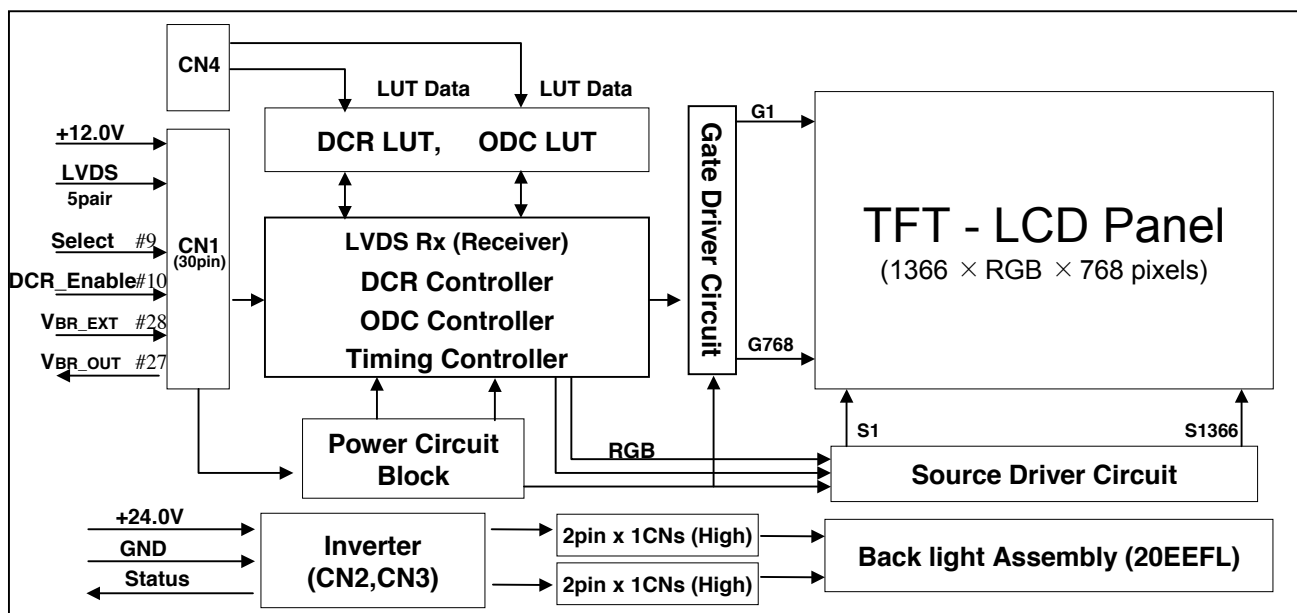 CN4
LUT Data
LUT Data
DCR LUT, ODC LUT
+12.0V
LVDS
5pair
Select #9
DCR_Enable#10
VBR_EXT #28
VBR_OUT #27
CN1
(30pin)
LVDS Rx (Receiver)
DCR Controller
ODC Controller
Timing Controller
Gate Driver Circuit
G1
G768
TFT - LCD Panel
(1366 × RGB × 768 pixels)
S1
S1366
Power Circuit
Block
RGB
Source Driver Circuit
+24.0V
GND
Status
Inverter
(CN2,CN3)
2pin x 1CNs (High)
2pin x 1CNs (High)
Back light Assembly (20EEFL)